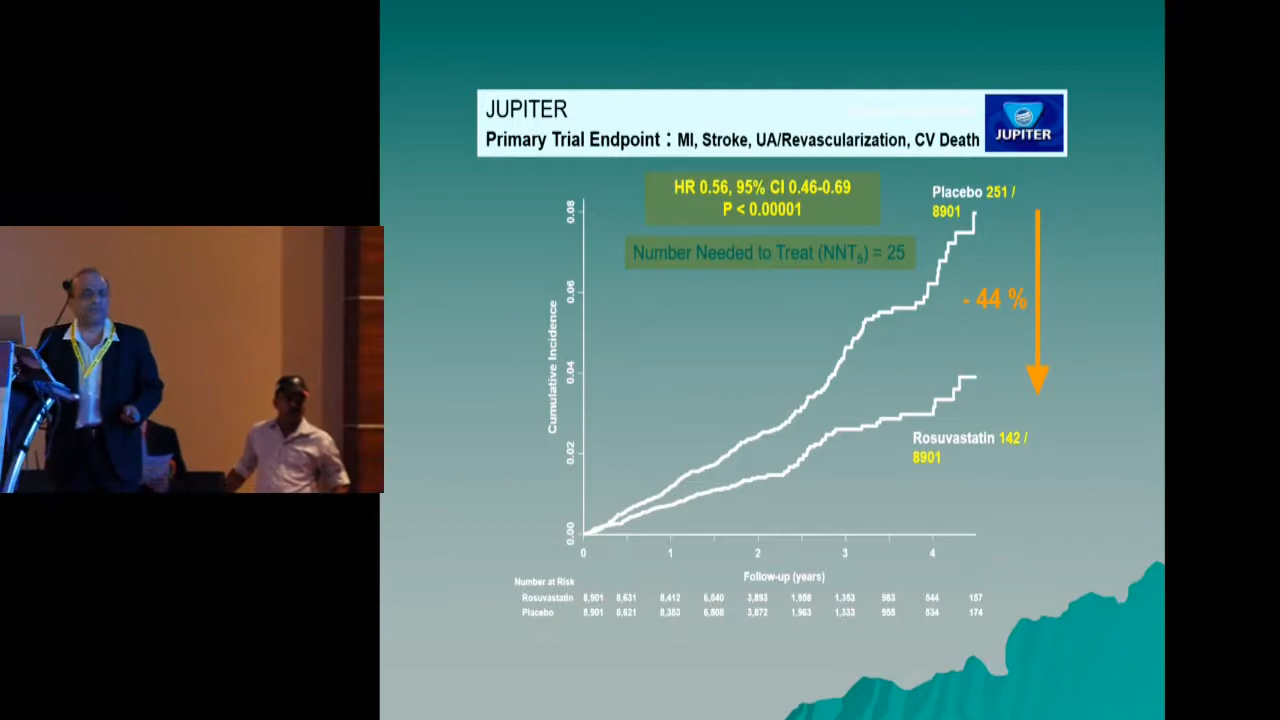 JUPITER
Primary Trial Endpoint : MI, Stroke, UA/Revascularization, CV Death
JUPITER
HR 0.56, 95% CI 0.46-0.69
P < 0.00001
Number Needed to Treat (NNT5) = 25
Placebo 251 /
8901
- 44 %
Rosuvastatin 142 /
8901
Cumulative Incidence
0.08
0.06
0.04
0.02
0.00
0 1 2 3 4
Follow-up (years)
Number at Risk
Rosuvastatin 8,901 8,631 8,412 6,540 3,893 1,958 1,353 983 544 157
Placebo 8,901 8,621 8,353 6,508 3,872 1,963 1,333 955 534 174